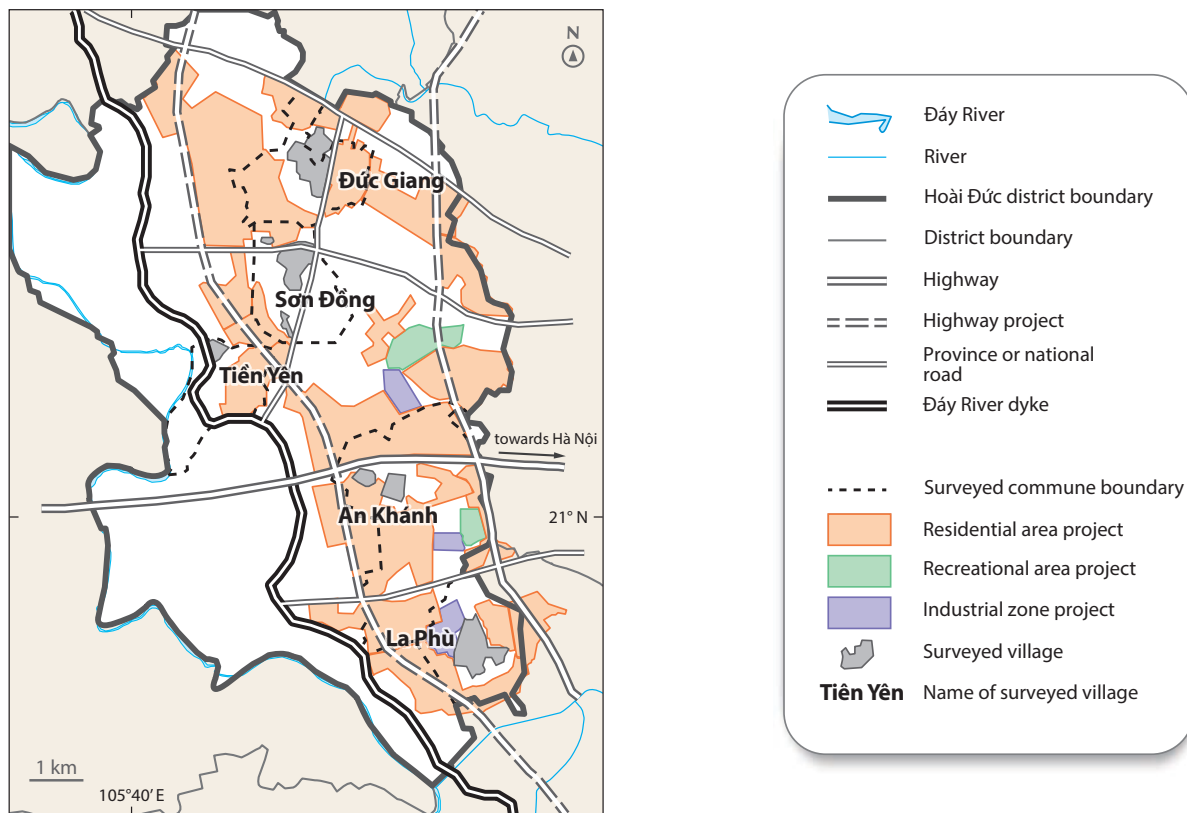 N
Đức Giang
Sơn Đồng
Tiền Yên
towards Hà Nội
An Khánh
21° N
La Phù
1 km
105°40' E
Đáy River
River
Hoài Đức district boundary
District boundary
Highway
Highway project
Province or national
road
Đáy River dyke
Surveyed commune boundary
Residential area project
Recreational area project
Industrial zone project
Surveyed village
Tiên Yên Name of surveyed village